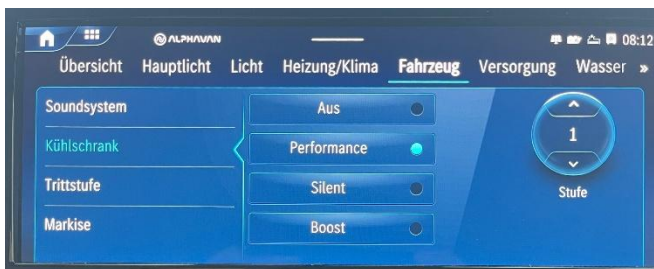 ALPHAVAN
08:12
Übersicht Hauptlicht Licht Heizung/Klima Fahrzeug Versorgung Wasser »
Soundsystem
Kühlschrank
Trittstufe
Markise
Aus
Performance
Silent
Boost
1
Stufe